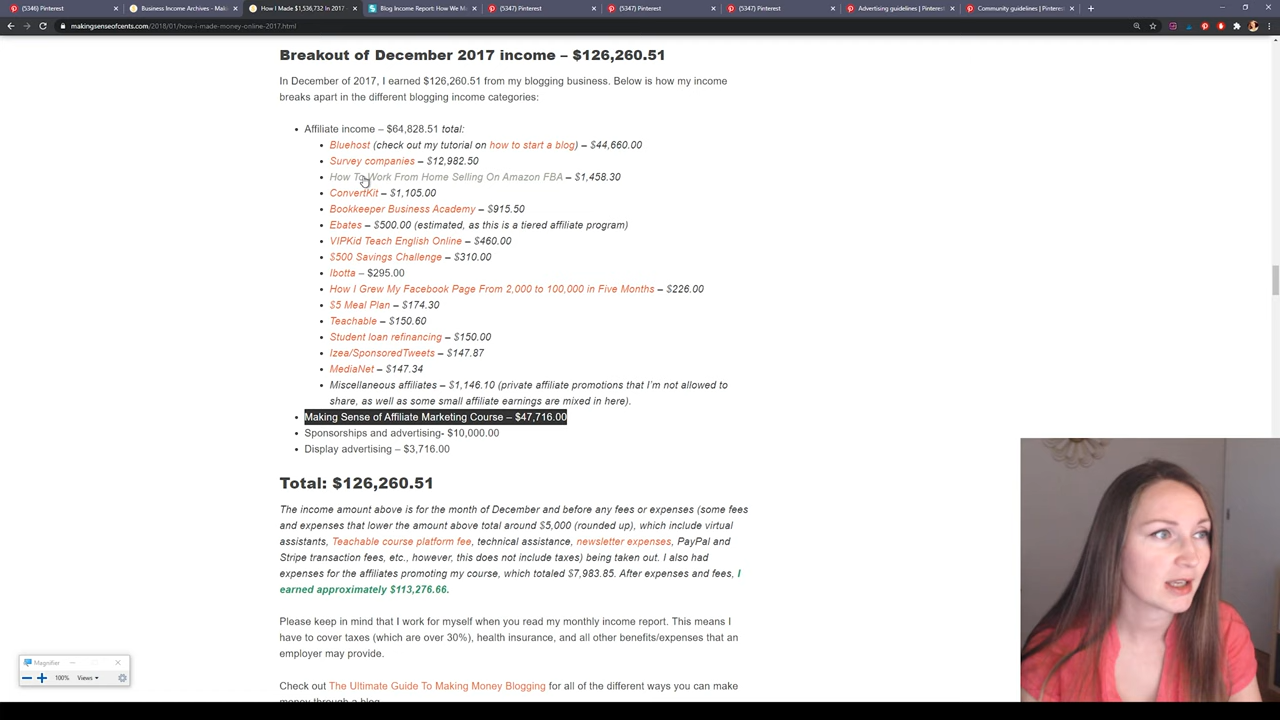 (5346) Pinterest
Business Income Archives - Mak
How I Made $1,536,732 In 2017 -
Blog Income Report: How We M
(5347) Pinterest
(5347) Pinterest
(5347) Pinterest
Advertising guidelines | Pinterest
Community guidelines | Pinteres
makingsenseofcents.com/2018/01/how-i-made-money-online-2017.html
Breakout of December 2017 income – $126,260.51
In December of 2017, I earned $126,260.51 from my blogging business. Below is how my income
breaks apart in the different blogging income categories:
• Affiliate income – $64,828.51 total:
• Bluehost (check out my tutorial on how to start a blog) – $44,660.00
• Survey companies – $12,982.50
• How To Work From Home Selling On Amazon FBA – $1,458.30
• ConvertKit – $1,105.00
• Bookkeeper Business Academy – $915.50
• Ebates – $500.00 (estimated, as this is a tiered affiliate program)
• VIPKid Teach English Online – $460.00
• $500 Savings Challenge – $310.00
• Ibotta – $295.00
• How I Grew My Facebook Page From 2,000 to 100,000 in Five Months – $226.00
• $5 Meal Plan – $174.30
• Teachable – $150.60
• Student loan refinancing – $150.00
• Izea/SponsoredTweets – $147.87
• MediaNet – $147.34
• Miscellaneous affiliates – $1,146.10 (private affiliate promotions that I'm not allowed to
share, as well as some small affiliate earnings are mixed in here).
• Making Sense of Affiliate Marketing Course – $47,716.00
• Sponsorships and advertising- $10,000.00
• Display advertising – $3,716.00
Total: $126,260.51
The income amount above is for the month of December and before any fees or expenses (some fees
and expenses that lower the amount above total around $5,000 (rounded up), which include virtual
assistants, Teachable course platform fee, technical assistance, newsletter expenses, PayPal and
Stripe transaction fees, etc., however, this does not include taxes) being taken out. I also had
expenses for the affiliates promoting my course, which totaled $7,983.85. After expenses and fees, I
earned approximately $113,276.66.
Please keep in mind that I work for myself when you read my monthly income report. This means I
have to cover taxes (which are over 30%), health insurance, and all other benefits/expenses that an
employer may provide.
Check out The Ultimate Guide To Making Money Blogging for all of the different ways you can make
money through a blog.
Magnifier
100%
Views